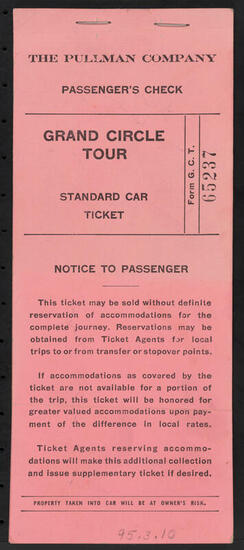 THE PULLMAN COMPANY
PASSENGER'S CHECK
GRAND CIRCLE
TOUR
STANDARD CAR
TICKET
Form G. C. T.
65237
NOTICE TO PASSENGER
This ticket may be sold without definite
reservation of accommodations for the
complete journey. Reservations may be
obtained from Ticket Agents for local
trips to or from transfer or stopover points.
If accommodations as covered by the
ticket are not available for a portion of
the trip, this ticket will be honored for
greater valued accommodations upon pay-
ment of the difference in local rates.
Ticket Agents reserving accommo-
dations will make this additional collection
and issue supplementary ticket if desired.
PROPERTY TAKEN INTO CAR WILL BE AT OWNER'S RISK.
95.3.10